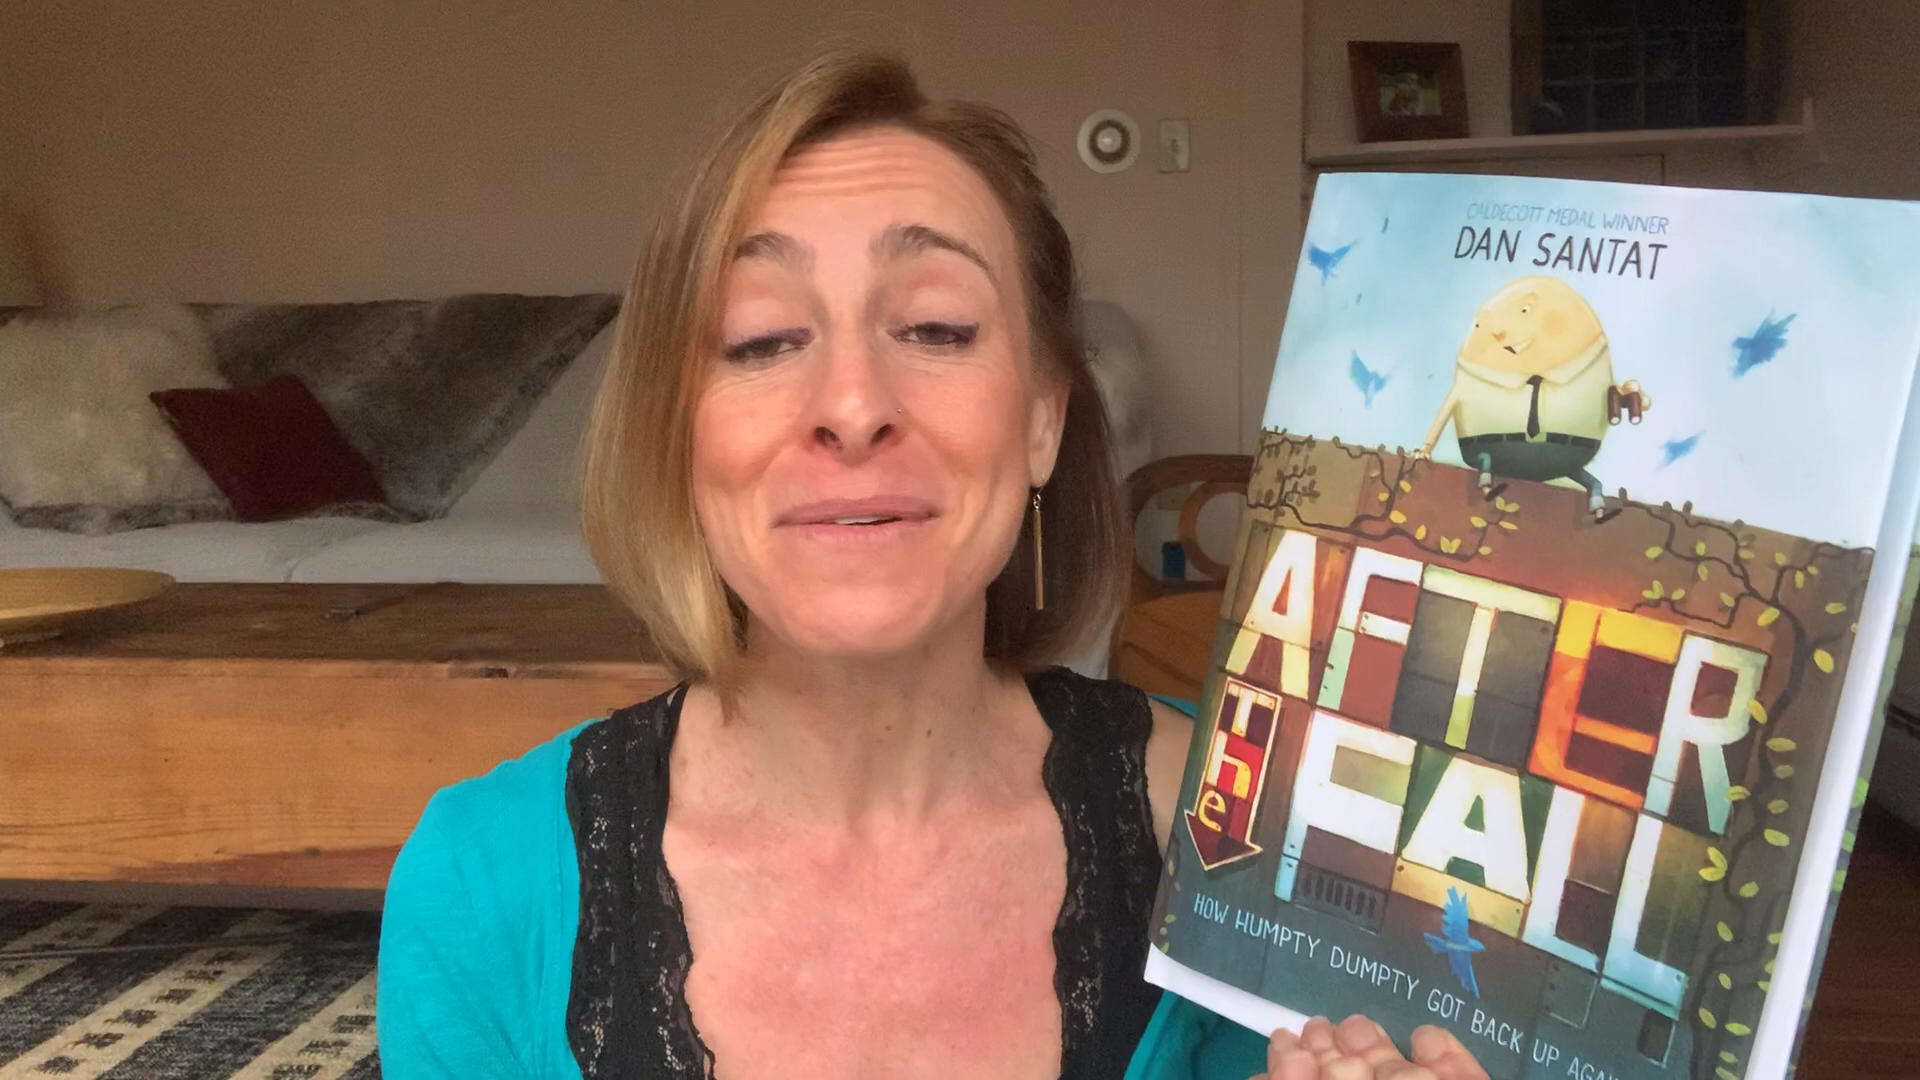 CALDECOTT MEDAL WINNER
DAN SANTAT
AFTER
The
FALL
HOW HUMPTY DUMPTY GOT BACK UP